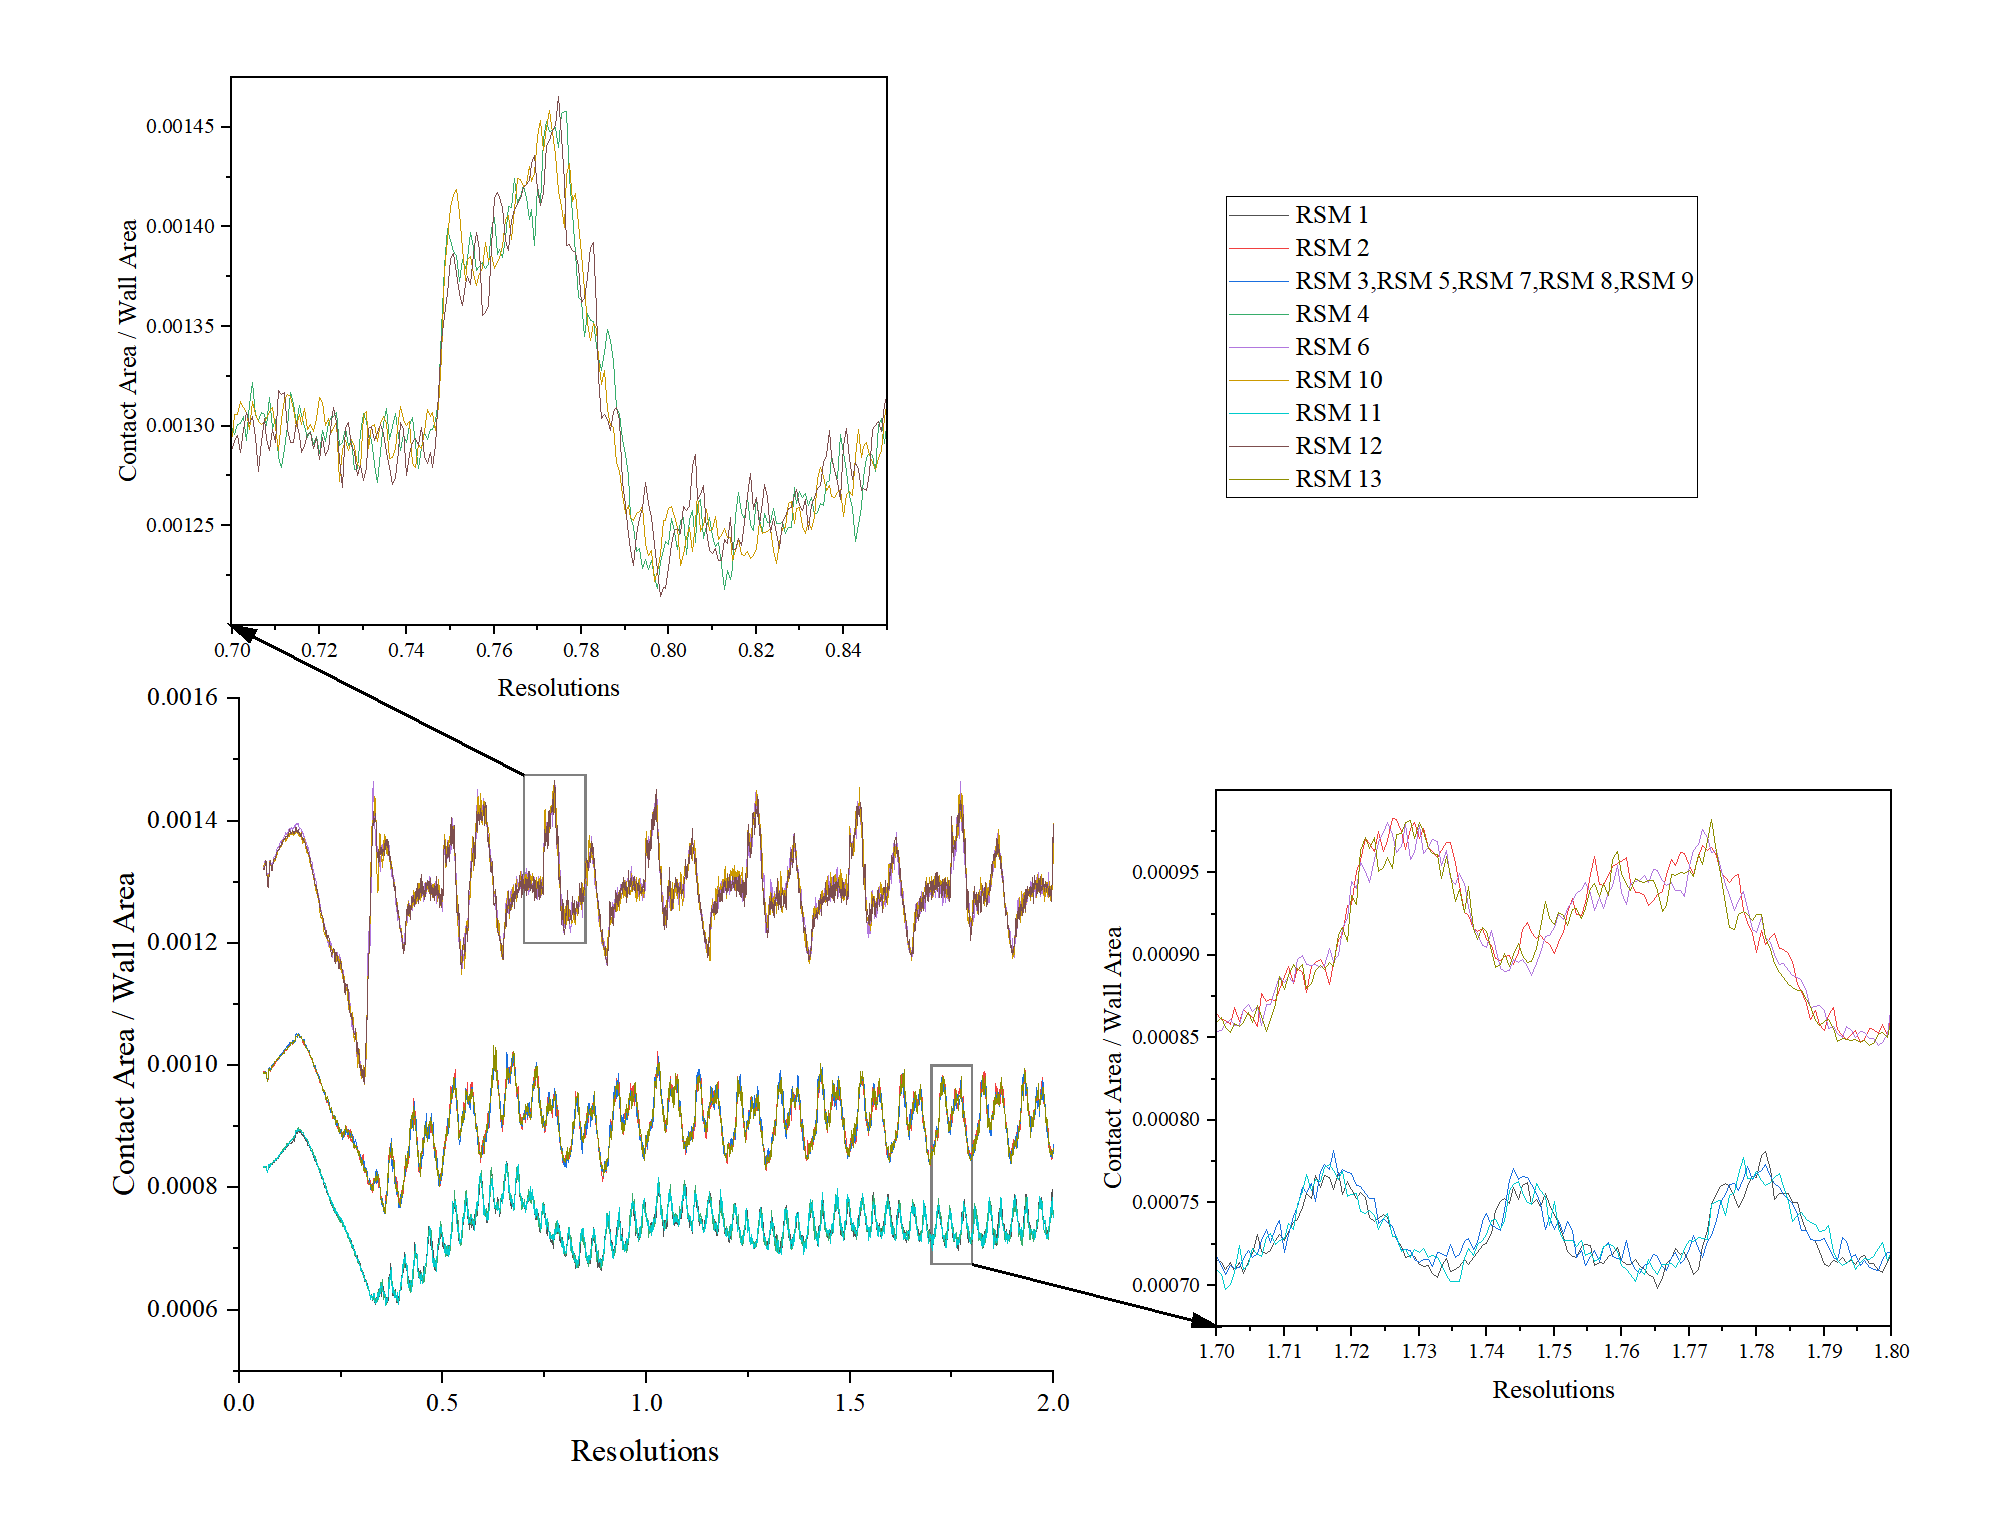 0.00145
0.00140
0.00135
0.00130
0.00125
Contact Area / Wall Area
0.70 0.72 0.74 0.76 0.78 0.80 0.82 0.84
Resolutions
RSM 1
RSM 2
RSM 3,RSM 5,RSM 7,RSM 8,RSM 9
RSM 4
RSM 6
RSM 10
RSM 11
RSM 12
RSM 13
0.0016
0.0014
0.0012
0.0010
0.0008
0.0006
Contact Area / Wall Area
0.0 0.5 1.0 1.5 2.0
Resolutions
0.00095
0.00090
0.00085
0.00080
0.00075
0.00070
Contact Area / Wall Area
1.70 1.71 1.72 1.73 1.74 1.75 1.76 1.77 1.78 1.79 1.80
Resolutions